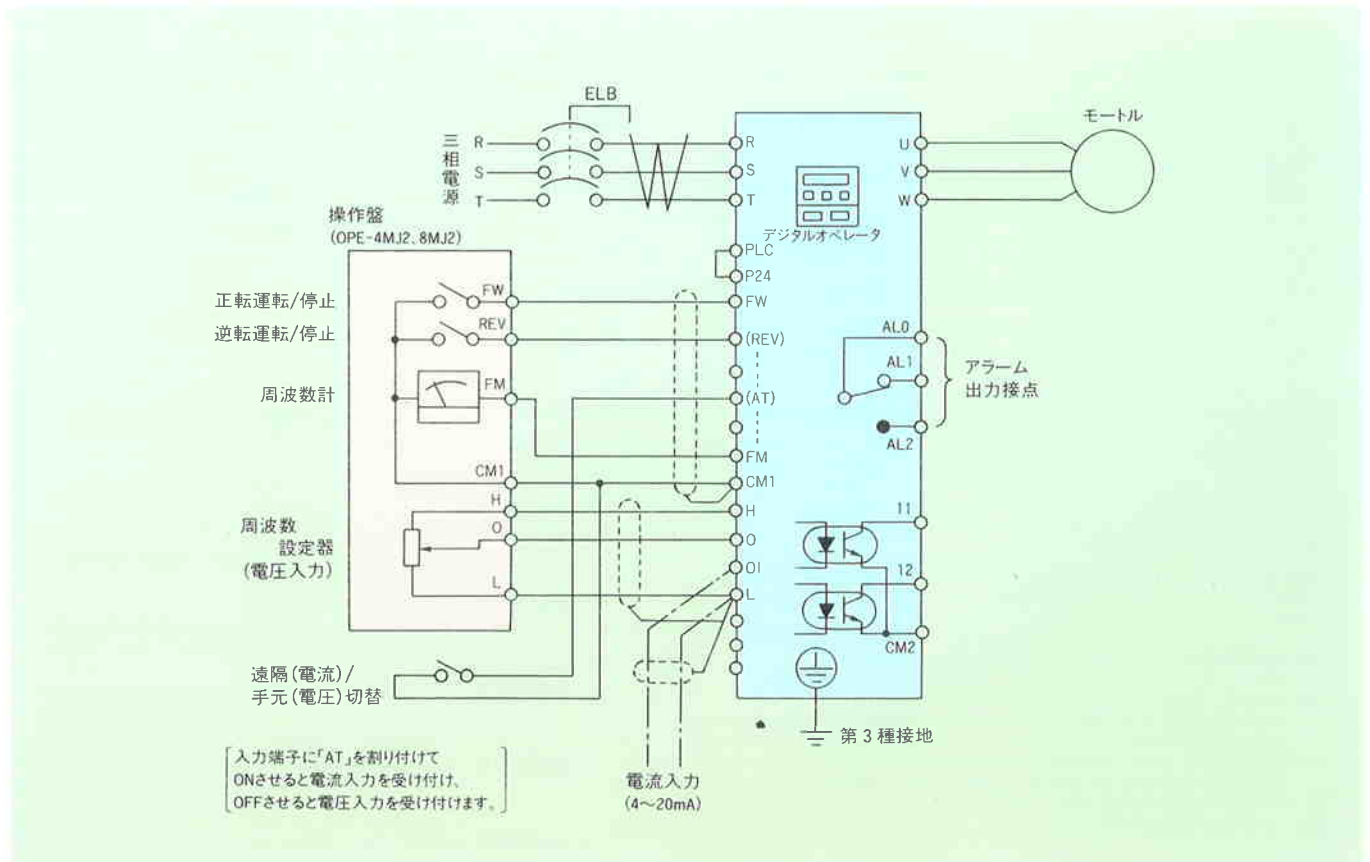 ELB
三相電源
R
S
T
R
S
T
U
V
W
モートル
デジタルオペレータ
操作盤
(OPE-4MJ2、8MJ2)
PLC
P24
正転運転/停止
FW
FW
逆転運転/停止
REV
(REV)
周波数計
FM
(AT)
FM
CM1
CM1
AL0
AL1
AL2
アラーム
出力接点
周波数
設定器
(電圧入力)
H
O
L
H
O
OI
L
11
12
CM2
遠隔(電流)/
手元(電圧)切替
第3種接地
入力端子に「AT」を割り付けて
ONさせると電流入力を受け付け、
OFFさせると電圧入力を受け付けます。
電流入力
(4〜20mA)